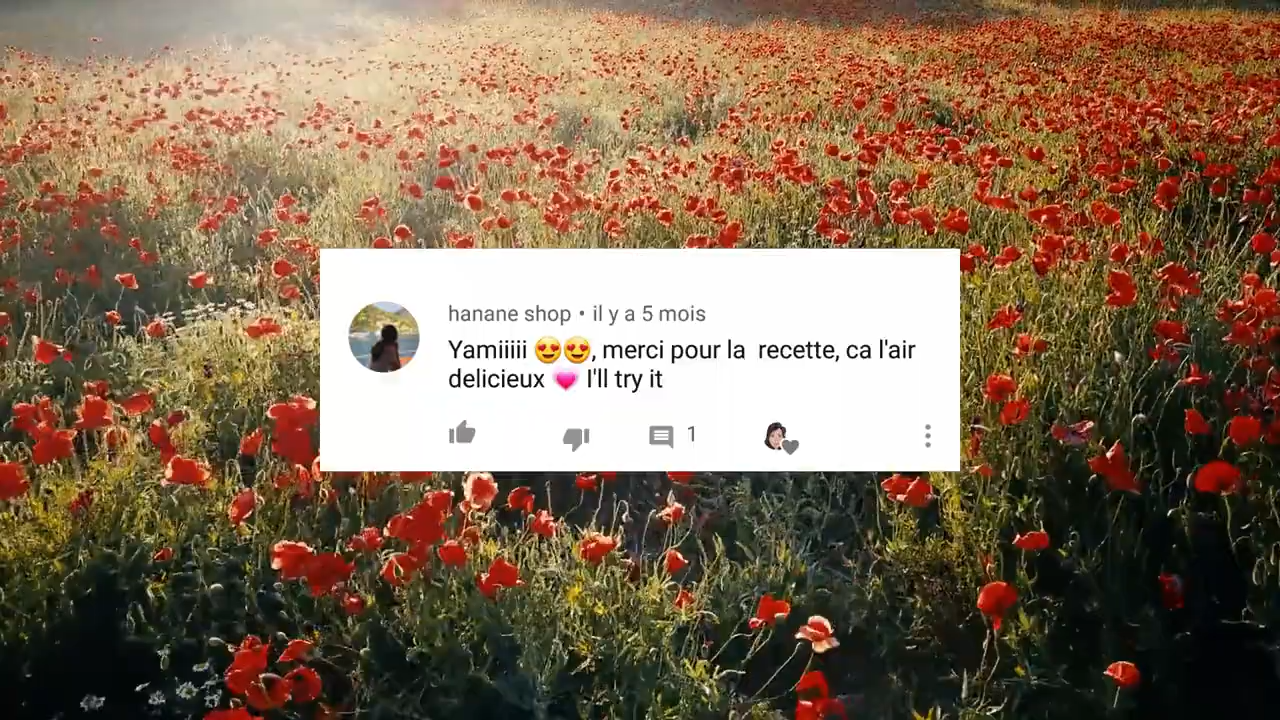 hanane shop • il y a 5 mois
Yamiiiii 😍😍, merci pour la  recette, ca l'air
delicieux 💗 I'll try it
1